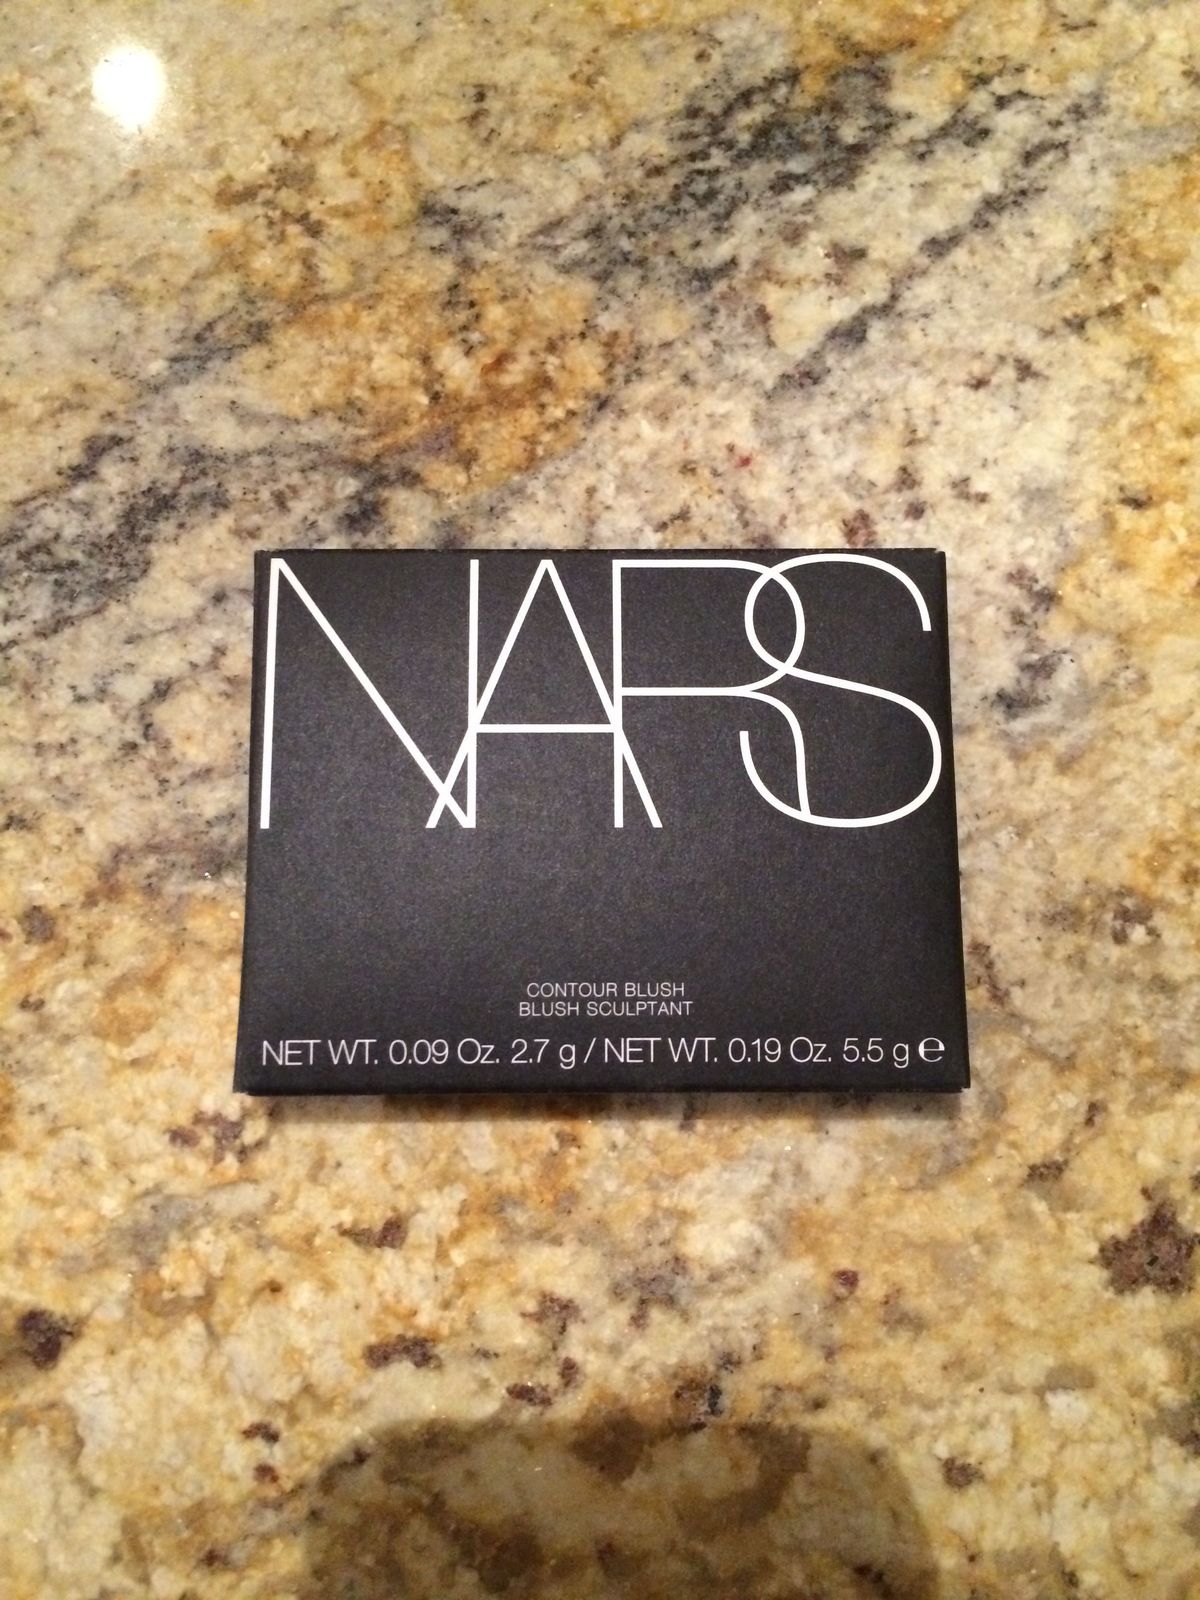 NARS
CONTOUR BLUSH
BLUSH SCULPTANT
NET WT. 0.09 Oz. 2.7 g / NET WT. 0.19 Oz. 5.5 g ℮